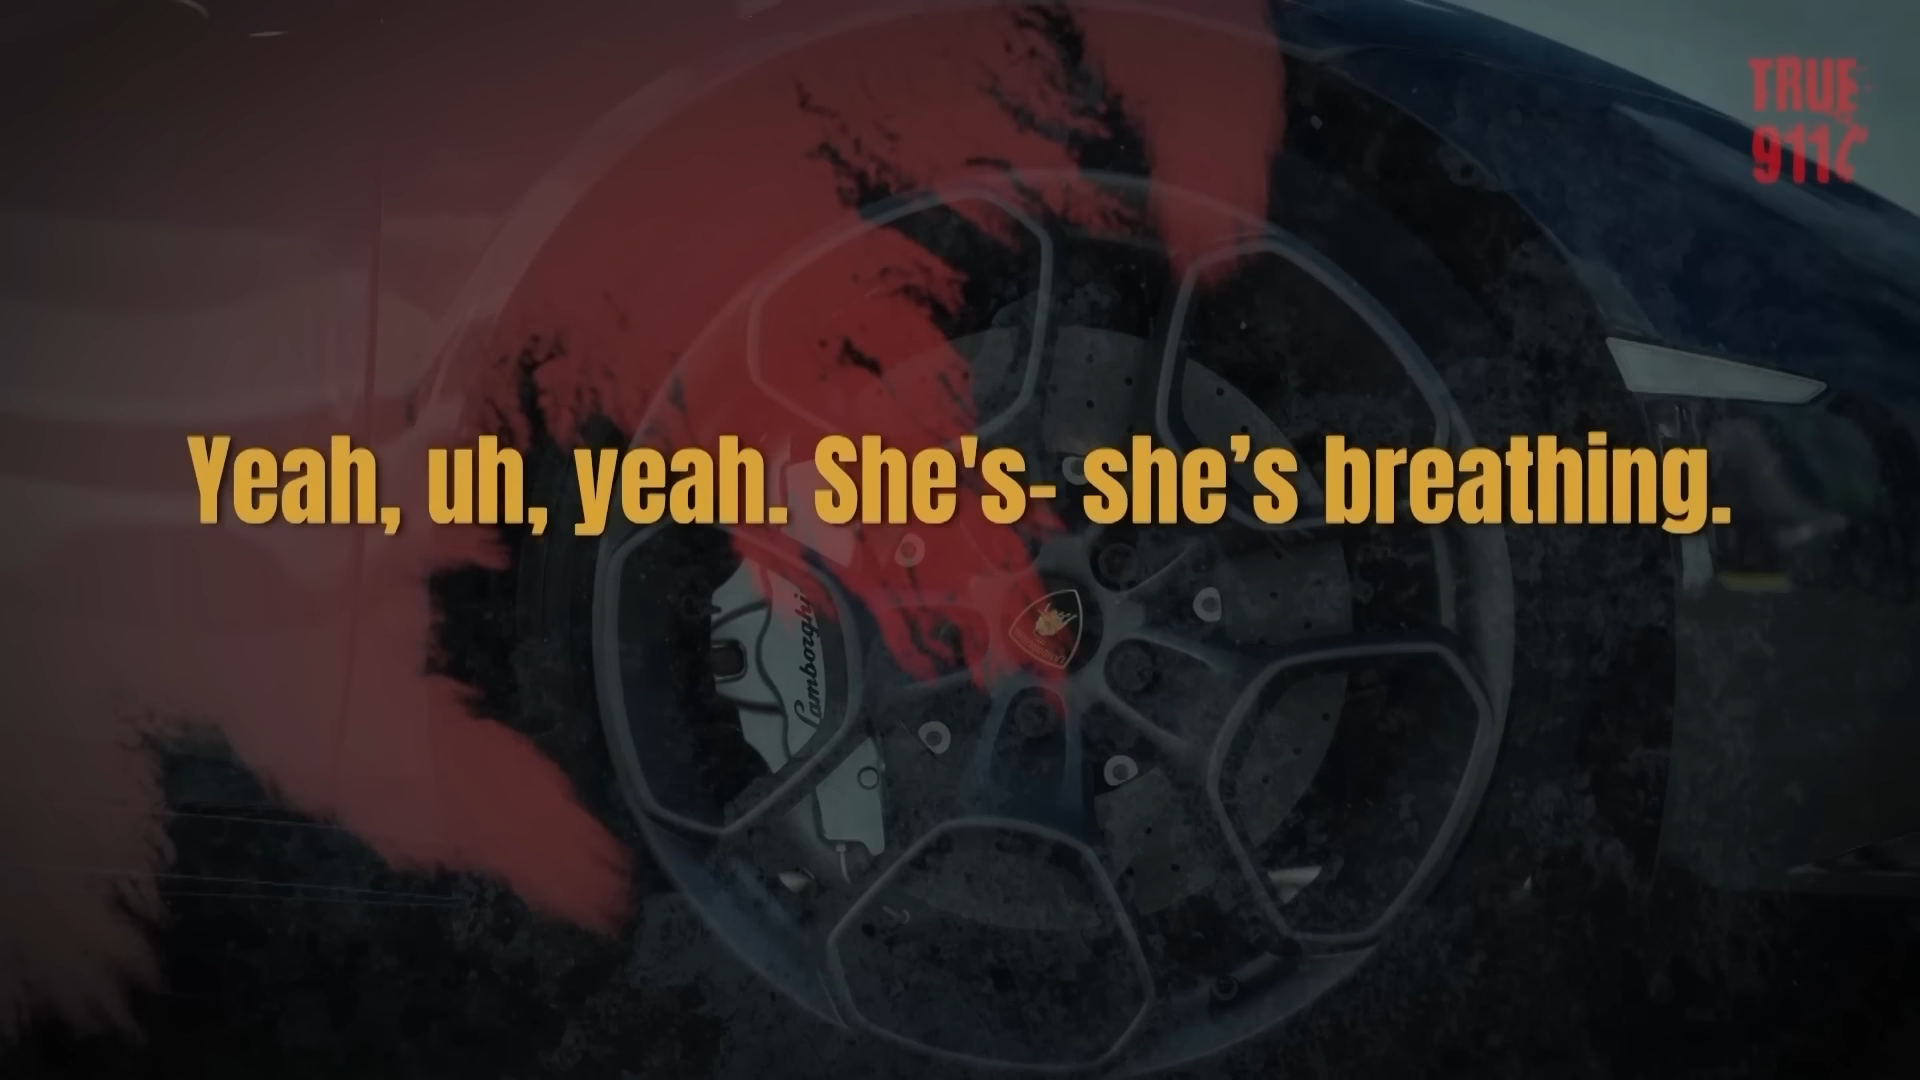 TRUE
911
Yeah, uh, yeah. She's- she’s breathing.
Lamborghini